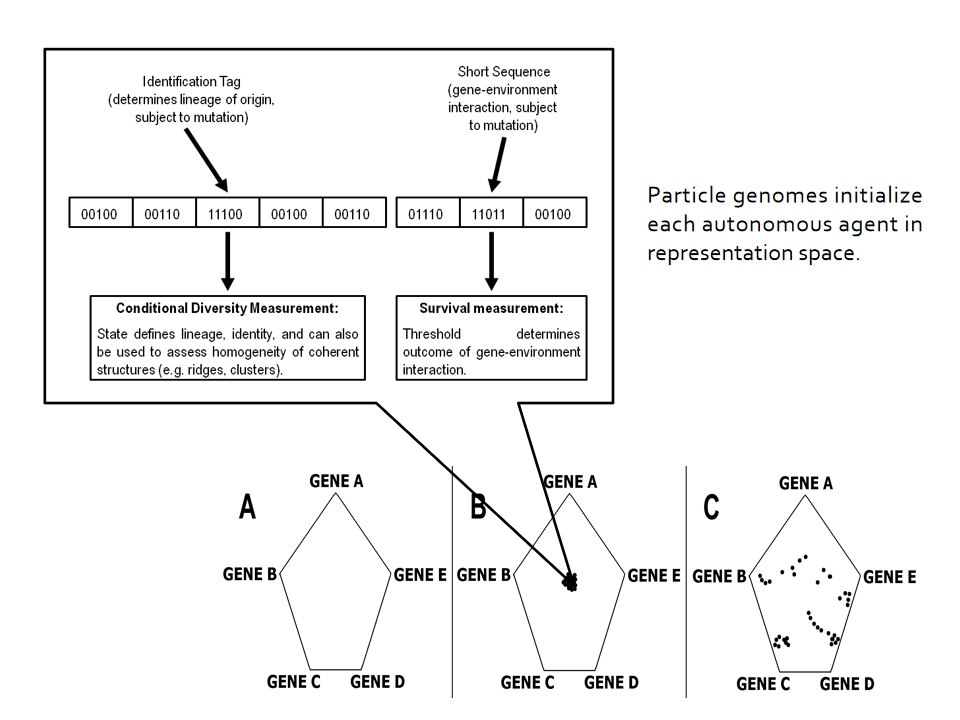 Identification Tag
(determines lineage of origin,
subject to mutation)
Short Sequence
(gene-environment
interaction, subject
to mutation)
00100 00110 11100 00100 00110
01110 11011 00100
Conditional Diversity Measurement:
State defines lineage, identity, and can also
be used to assess homogeneity of coherent
structures (e.g. ridges, clusters).
Survival measurement:
Threshold determines
outcome of gene-environment
interaction.
Particle genomes initialize
each autonomous agent in
representation space.
A
GENE A
GENE B
GENE E
GENE C
GENE D
B
GENE A
GENE B
GENE E
GENE C
GENE D
C
GENE A
GENE B
GENE E
GENE C
GENE D